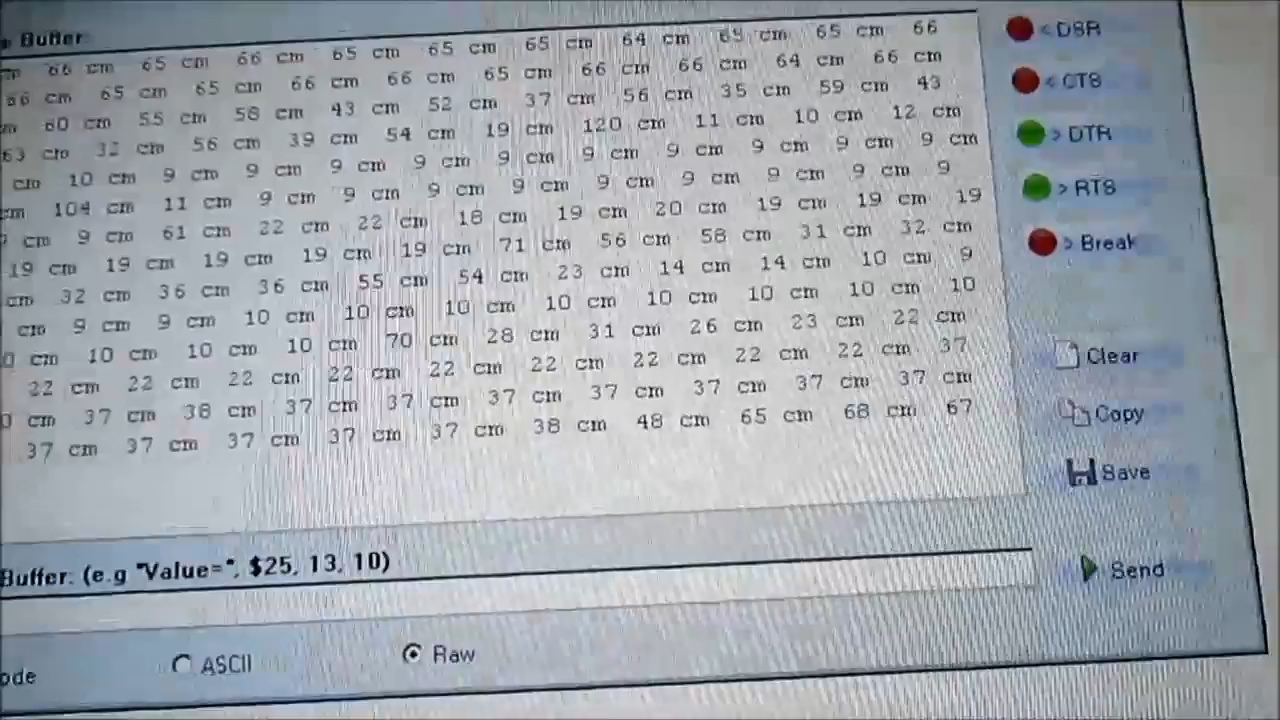 Buffer:
66 cm 65 cm 66 cm 65 cm 65 cm 65 cm 64 cm 65 cm 65 cm 66
66 cm 65 cm 65 cm 66 cm 66 cm 65 cm 66 cm 66 cm 64 cm 66 cm
60 cm 55 cm 58 cm 43 cm 52 cm 37 cm 56 cm 35 cm 59 cm 43
63 cm 32 cm 56 cm 39 cm 54 cm 19 cm 120 cm 11 cm 10 cm 12 cm
cm 10 cm 9 cm 9 cm 9 cm 9 cm 9 cm 9 cm 9 cm 9 cm 9 cm 9 cm
cm 104 cm 11 cm 9 cm 9 cm 9 cm 9 cm 9 cm 9 cm 9 cm 9 cm 9
cm 9 cm 61 cm 22 cm 22 cm 18 cm 19 cm 20 cm 19 cm 19 cm 19
19 cm 19 cm 19 cm 19 cm 19 cm 71 cm 56 cm 58 cm 31 cm 32 cm
cm 32 cm 36 cm 36 cm 55 cm 54 cm 23 cm 14 cm 14 cm 10 cm 9
cm 9 cm 9 cm 10 cm 10 cm 10 cm 10 cm 10 cm 10 cm 10 cm 10
0 cm 10 cm 10 cm 10 cm 70 cm 28 cm 31 cm 26 cm 23 cm 22 cm
22 cm 22 cm 22 cm 22 cm 22 cm 22 cm 22 cm 22 cm 22 cm 37
0 cm 37 cm 38 cm 37 cm 37 cm 37 cm 37 cm 37 cm 37 cm 37 cm
37 cm 37 cm 37 cm 37 cm 37 cm 38 cm 48 cm 65 cm 68 cm 67
< DSR
< CTS
> DTR
> RTS
> Break
Clear
Copy
Save
Buffer: (e.g "Value=", $25, 13, 10)
Send
ode
ASCII
Raw